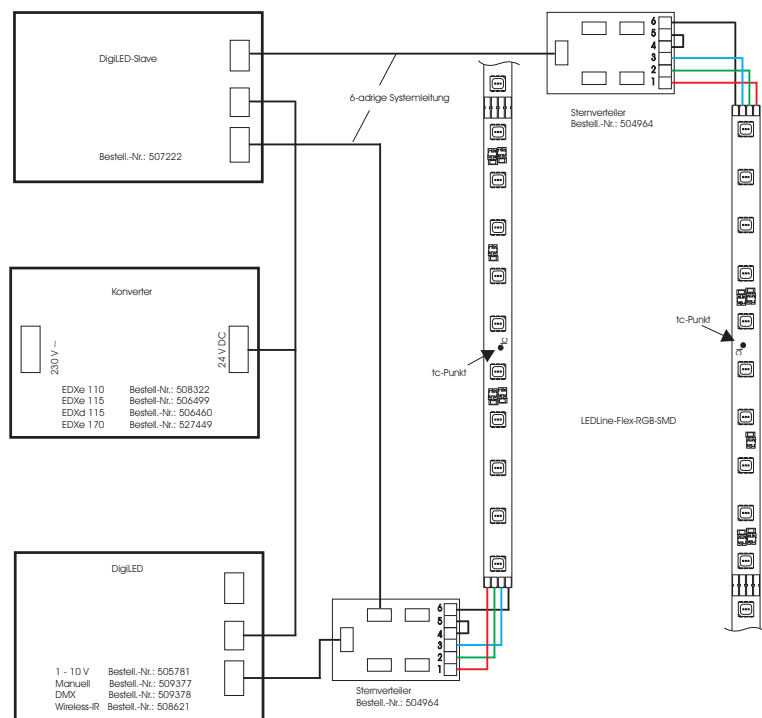 DigiLED-Slave
Bestell.-Nr.: 507222
6-adrige Systemleitung
6
5
4
3
2
1
Sternverteiler
Bestell.-Nr.: 504964
Konverter
230 V ~
24 V DC
EDXe 110 Bestell-Nr.: 508322
EDXe 115 Bestell-Nr.: 506499
EDXd 115 Bestell-Nr.: 506460
EDXe 170 Bestell-Nr.: 527449
tc
tc-Punkt
tc-Punkt
tc
LEDLine-Flex-RGB-SMD
DigiLED
1 - 10 V Bestell.-Nr.: 505781
Manuell Bestell.-Nr.: 509377
DMX Bestell.-Nr.: 509378
Wireless-IR Bestell.-Nr.: 508621
6
5
4
3
2
1
Sternverteiler
Bestell.-Nr.: 504964